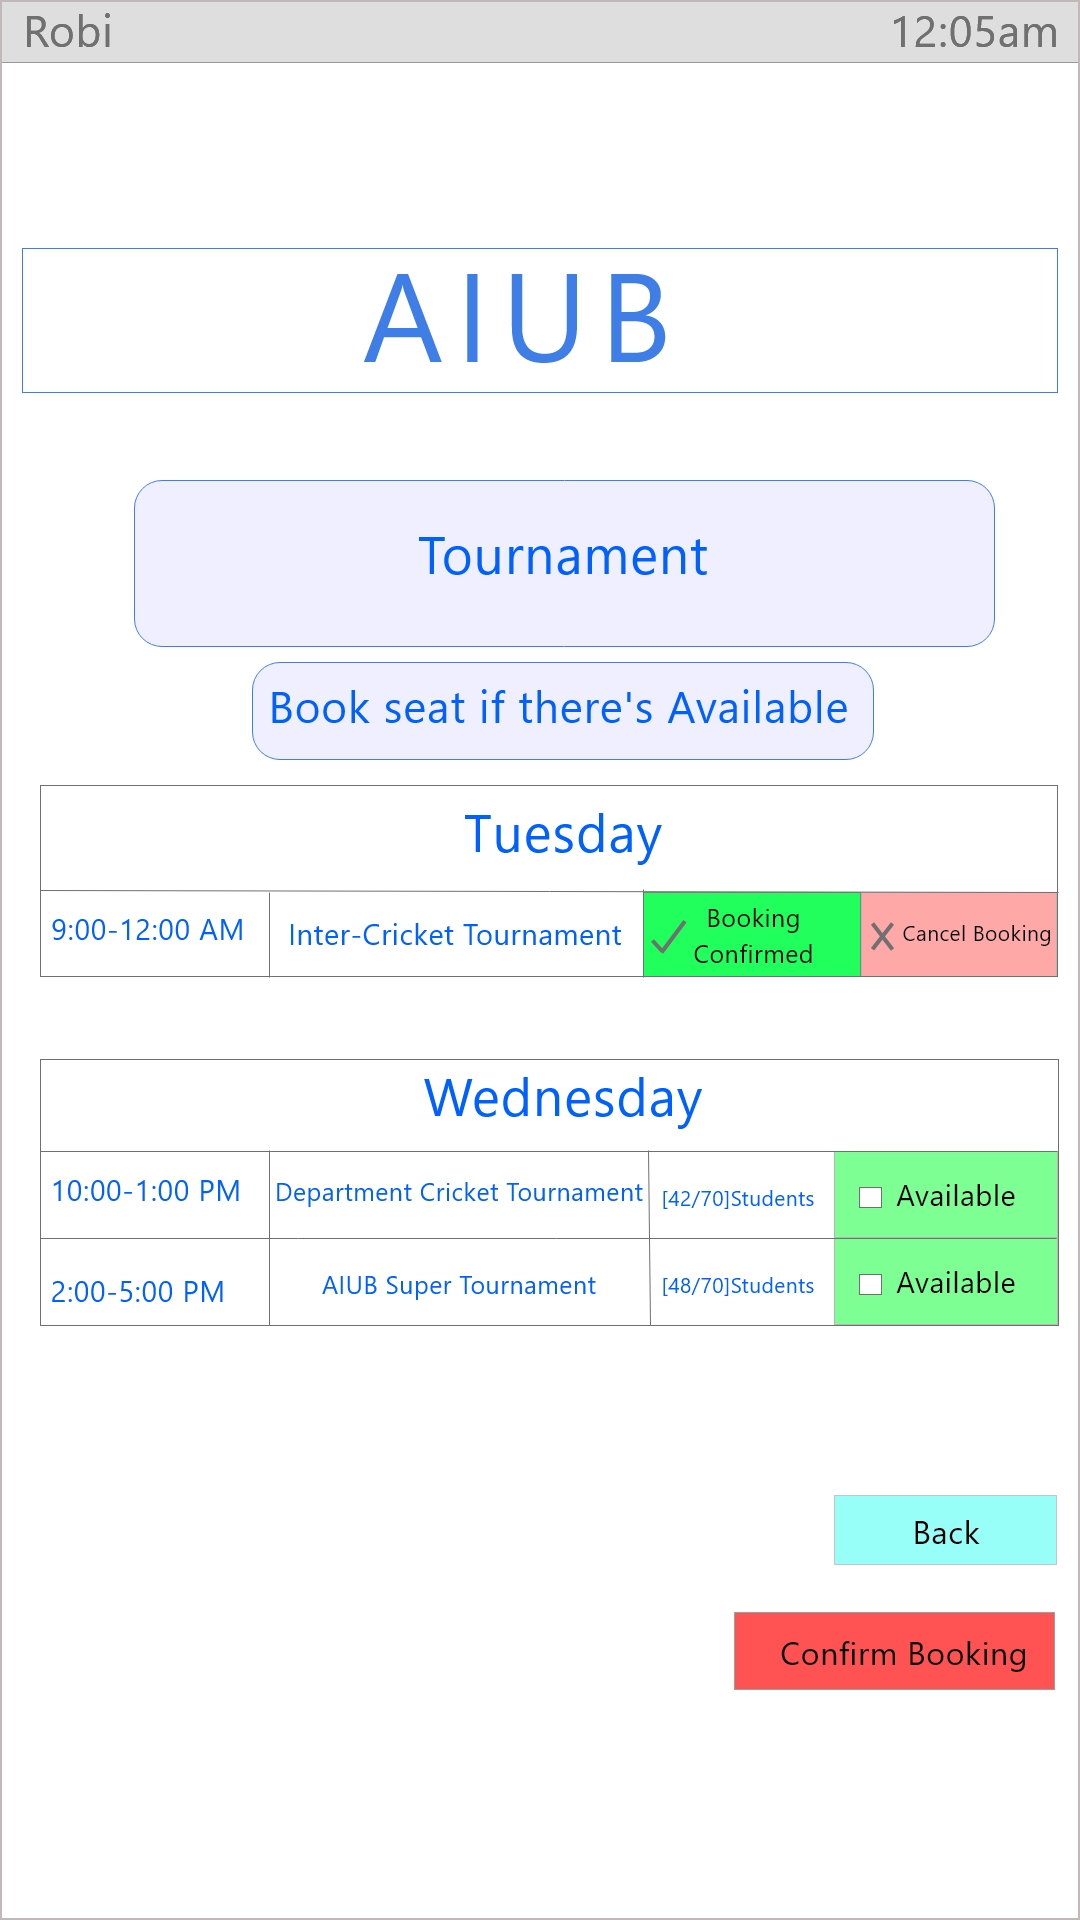 Robi 12:05am
AIUB
Tournament
Book seat if there's Available
Tuesday
9:00-12:00 AM Inter-Cricket Tournament Booking Confirmed Cancel Booking
Wednesday
10:00-1:00 PM Department Cricket Tournament [42/70]Students Available
2:00-5:00 PM AIUB Super Tournament [48/70]Students Available
Back
Confirm Booking